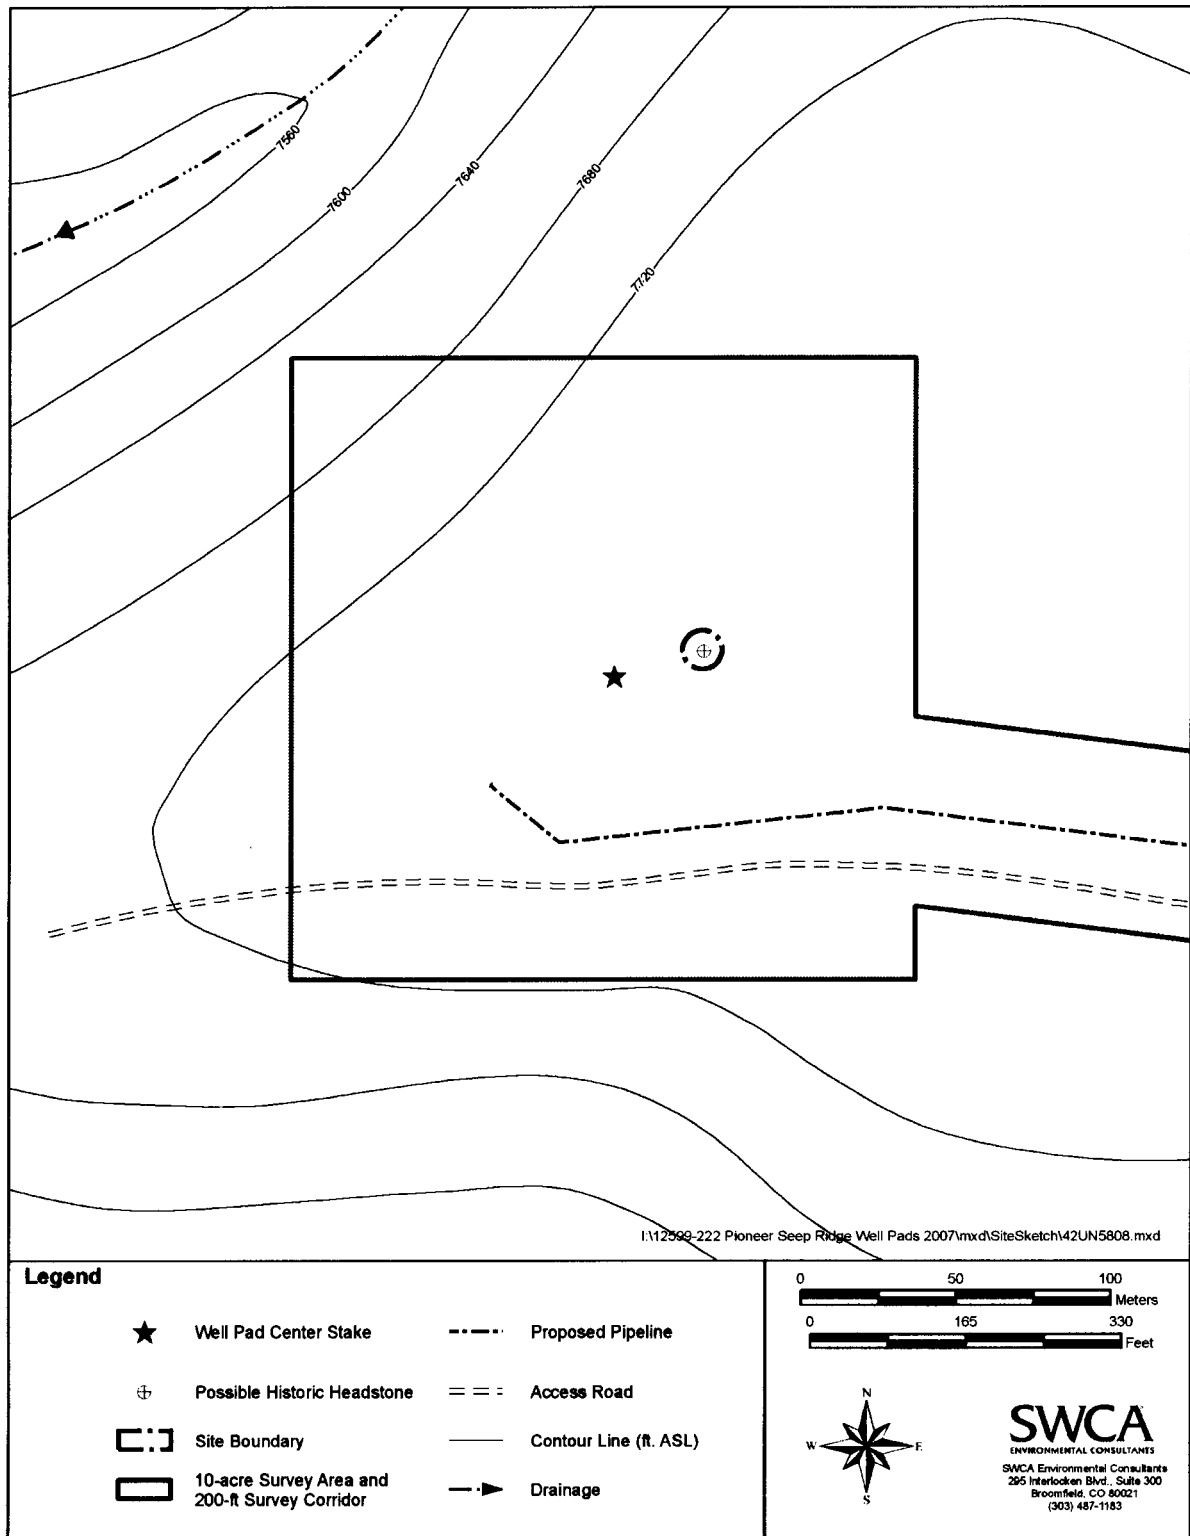 7560
7600
7640
7680
7720
I:\12599-222 Pioneer Seep Ridge Well Pads 2007\mxd\SiteSketch\42UN5808.mxd
Legend
Well Pad Center Stake
Possible Historic Headstone
Site Boundary
10-acre Survey Area and
200-ft Survey Corridor
Proposed Pipeline
Access Road
Contour Line (ft. ASL)
Drainage
0 50 100
Meters
0 165 330
Feet
N
W E
S
SWCA
ENVIRONMENTAL CONSULTANTS
SWCA Environmental Consultants
295 Interlocken Blvd., Suite 300
Broomfield, CO 80021
(303) 487-1183